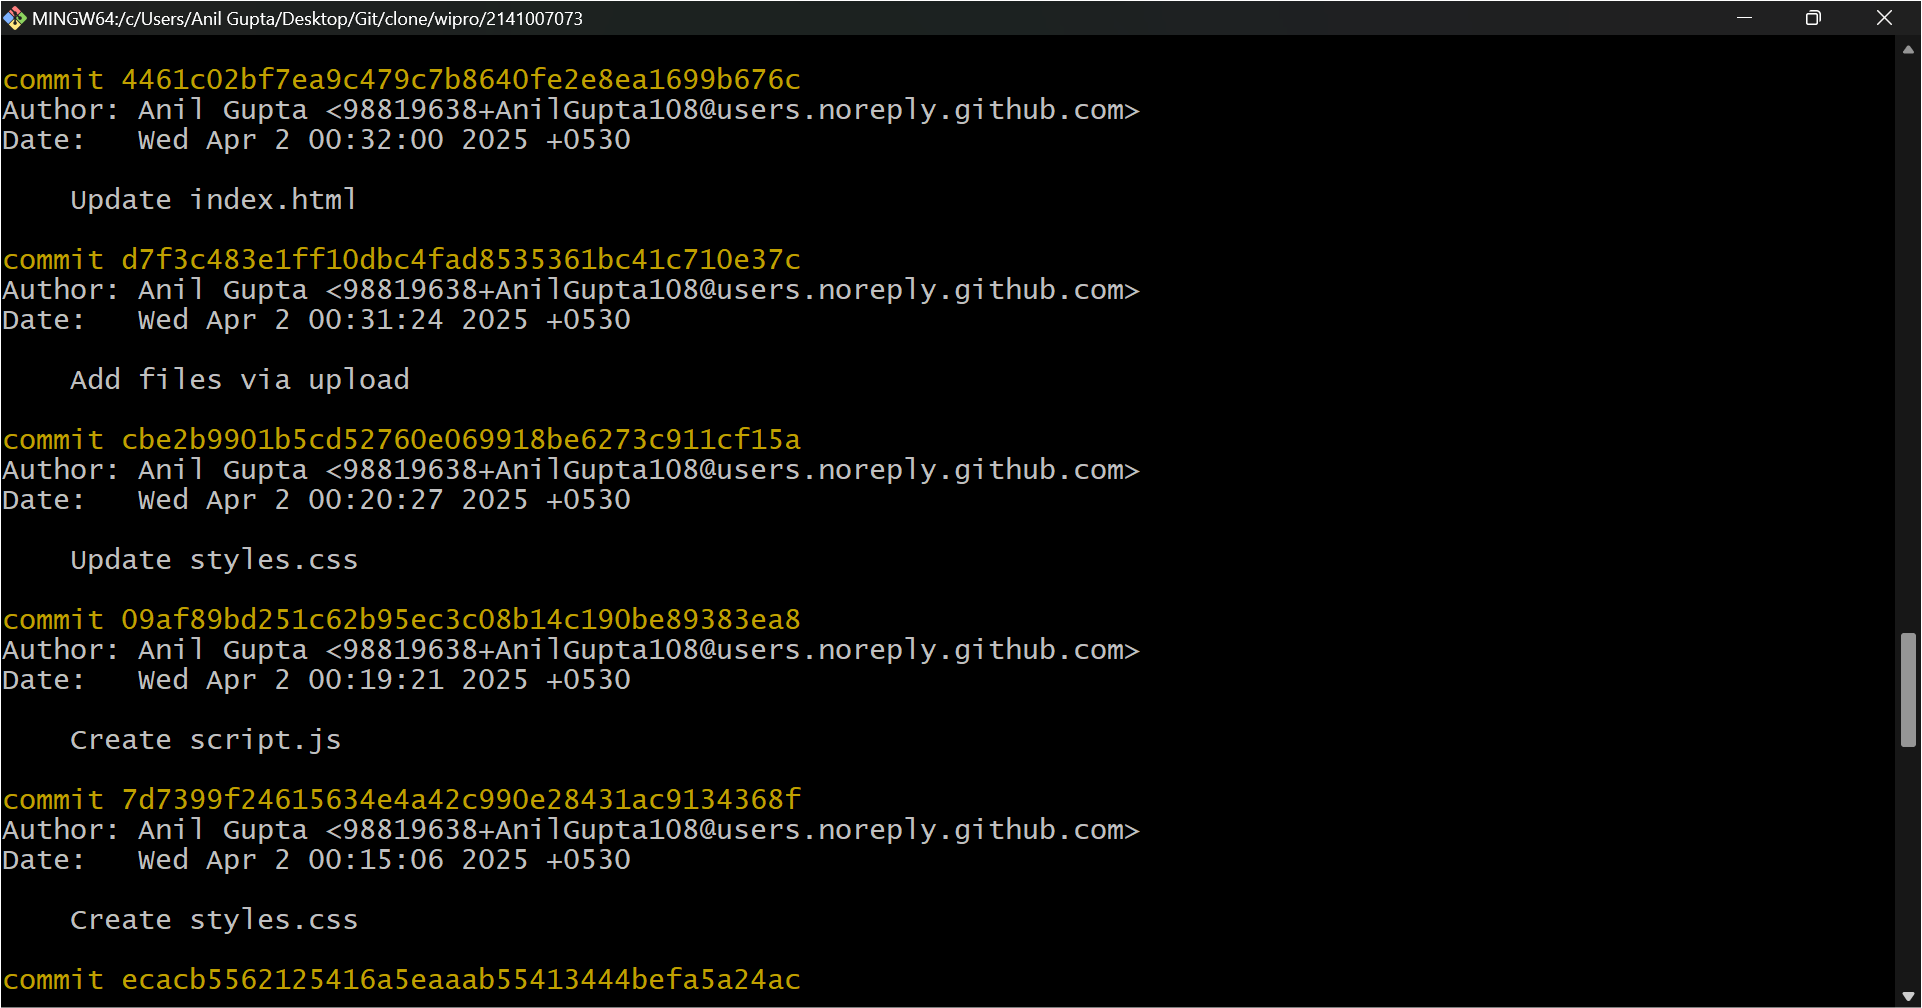 MINGW64:/c/Users/Anil Gupta/Desktop/Git/clone/wipro/2141007073
commit 4461c02bf7ea9c479c7b8640fe2e8ea1699b676c
Author: Anil Gupta <98819638+AnilGupta108@users.noreply.github.com>
Date:   Wed Apr 2 00:32:00 2025 +0530
Update index.html
commit d7f3c483e1ff10dbc4fad8535361bc41c710e37c
Author: Anil Gupta <98819638+AnilGupta108@users.noreply.github.com>
Date:   Wed Apr 2 00:31:24 2025 +0530
Add files via upload
commit cbe2b9901b5cd52760e069918be6273c911cf15a
Author: Anil Gupta <98819638+AnilGupta108@users.noreply.github.com>
Date:   Wed Apr 2 00:20:27 2025 +0530
Update styles.css
commit 09af89bd251c62b95ec3c08b14c190be89383ea8
Author: Anil Gupta <98819638+AnilGupta108@users.noreply.github.com>
Date:   Wed Apr 2 00:19:21 2025 +0530
Create script.js
commit 7d7399f24615634e4a42c990e28431ac9134368f
Author: Anil Gupta <98819638+AnilGupta108@users.noreply.github.com>
Date:   Wed Apr 2 00:15:06 2025 +0530
Create styles.css
commit ecacb5562125416a5eaaab55413444befa5a24ac